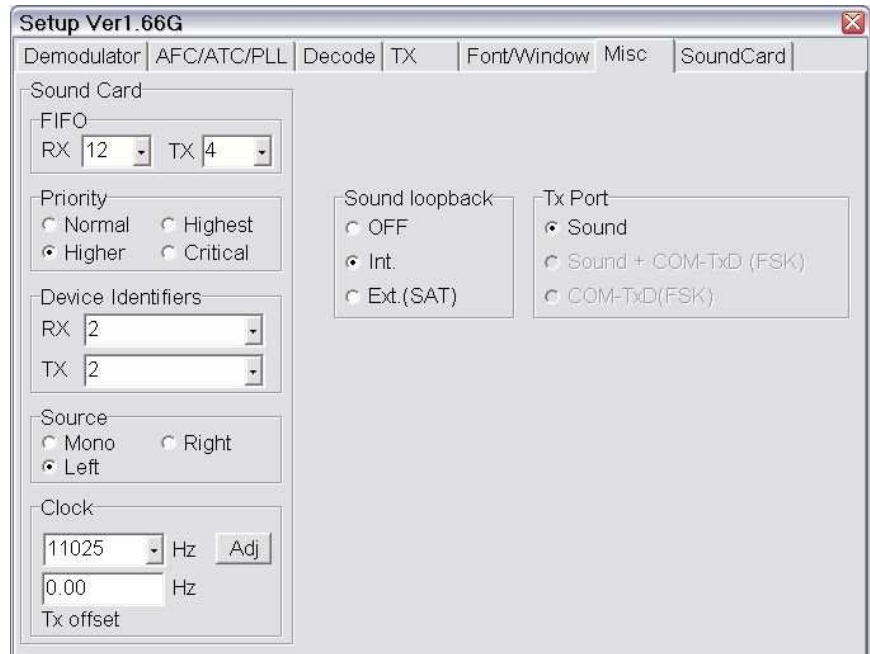 Setup Ver1.66G
Demodulator AFC/ATC/PLL Decode TX Font/Window Misc SoundCard
Sound Card
FIFO
RX 12 TX 4
Priority
Normal Highest
Higher Critical
Device Identifiers
RX 2
TX 2
Source
Mono Right
Left
Clock
11025 Hz Adj
0.00 Hz
Tx offset
Sound loopback
OFF
Int.
Ext.(SAT)
Tx Port
Sound
Sound + COM-TxD (FSK)
COM-TxD(FSK)